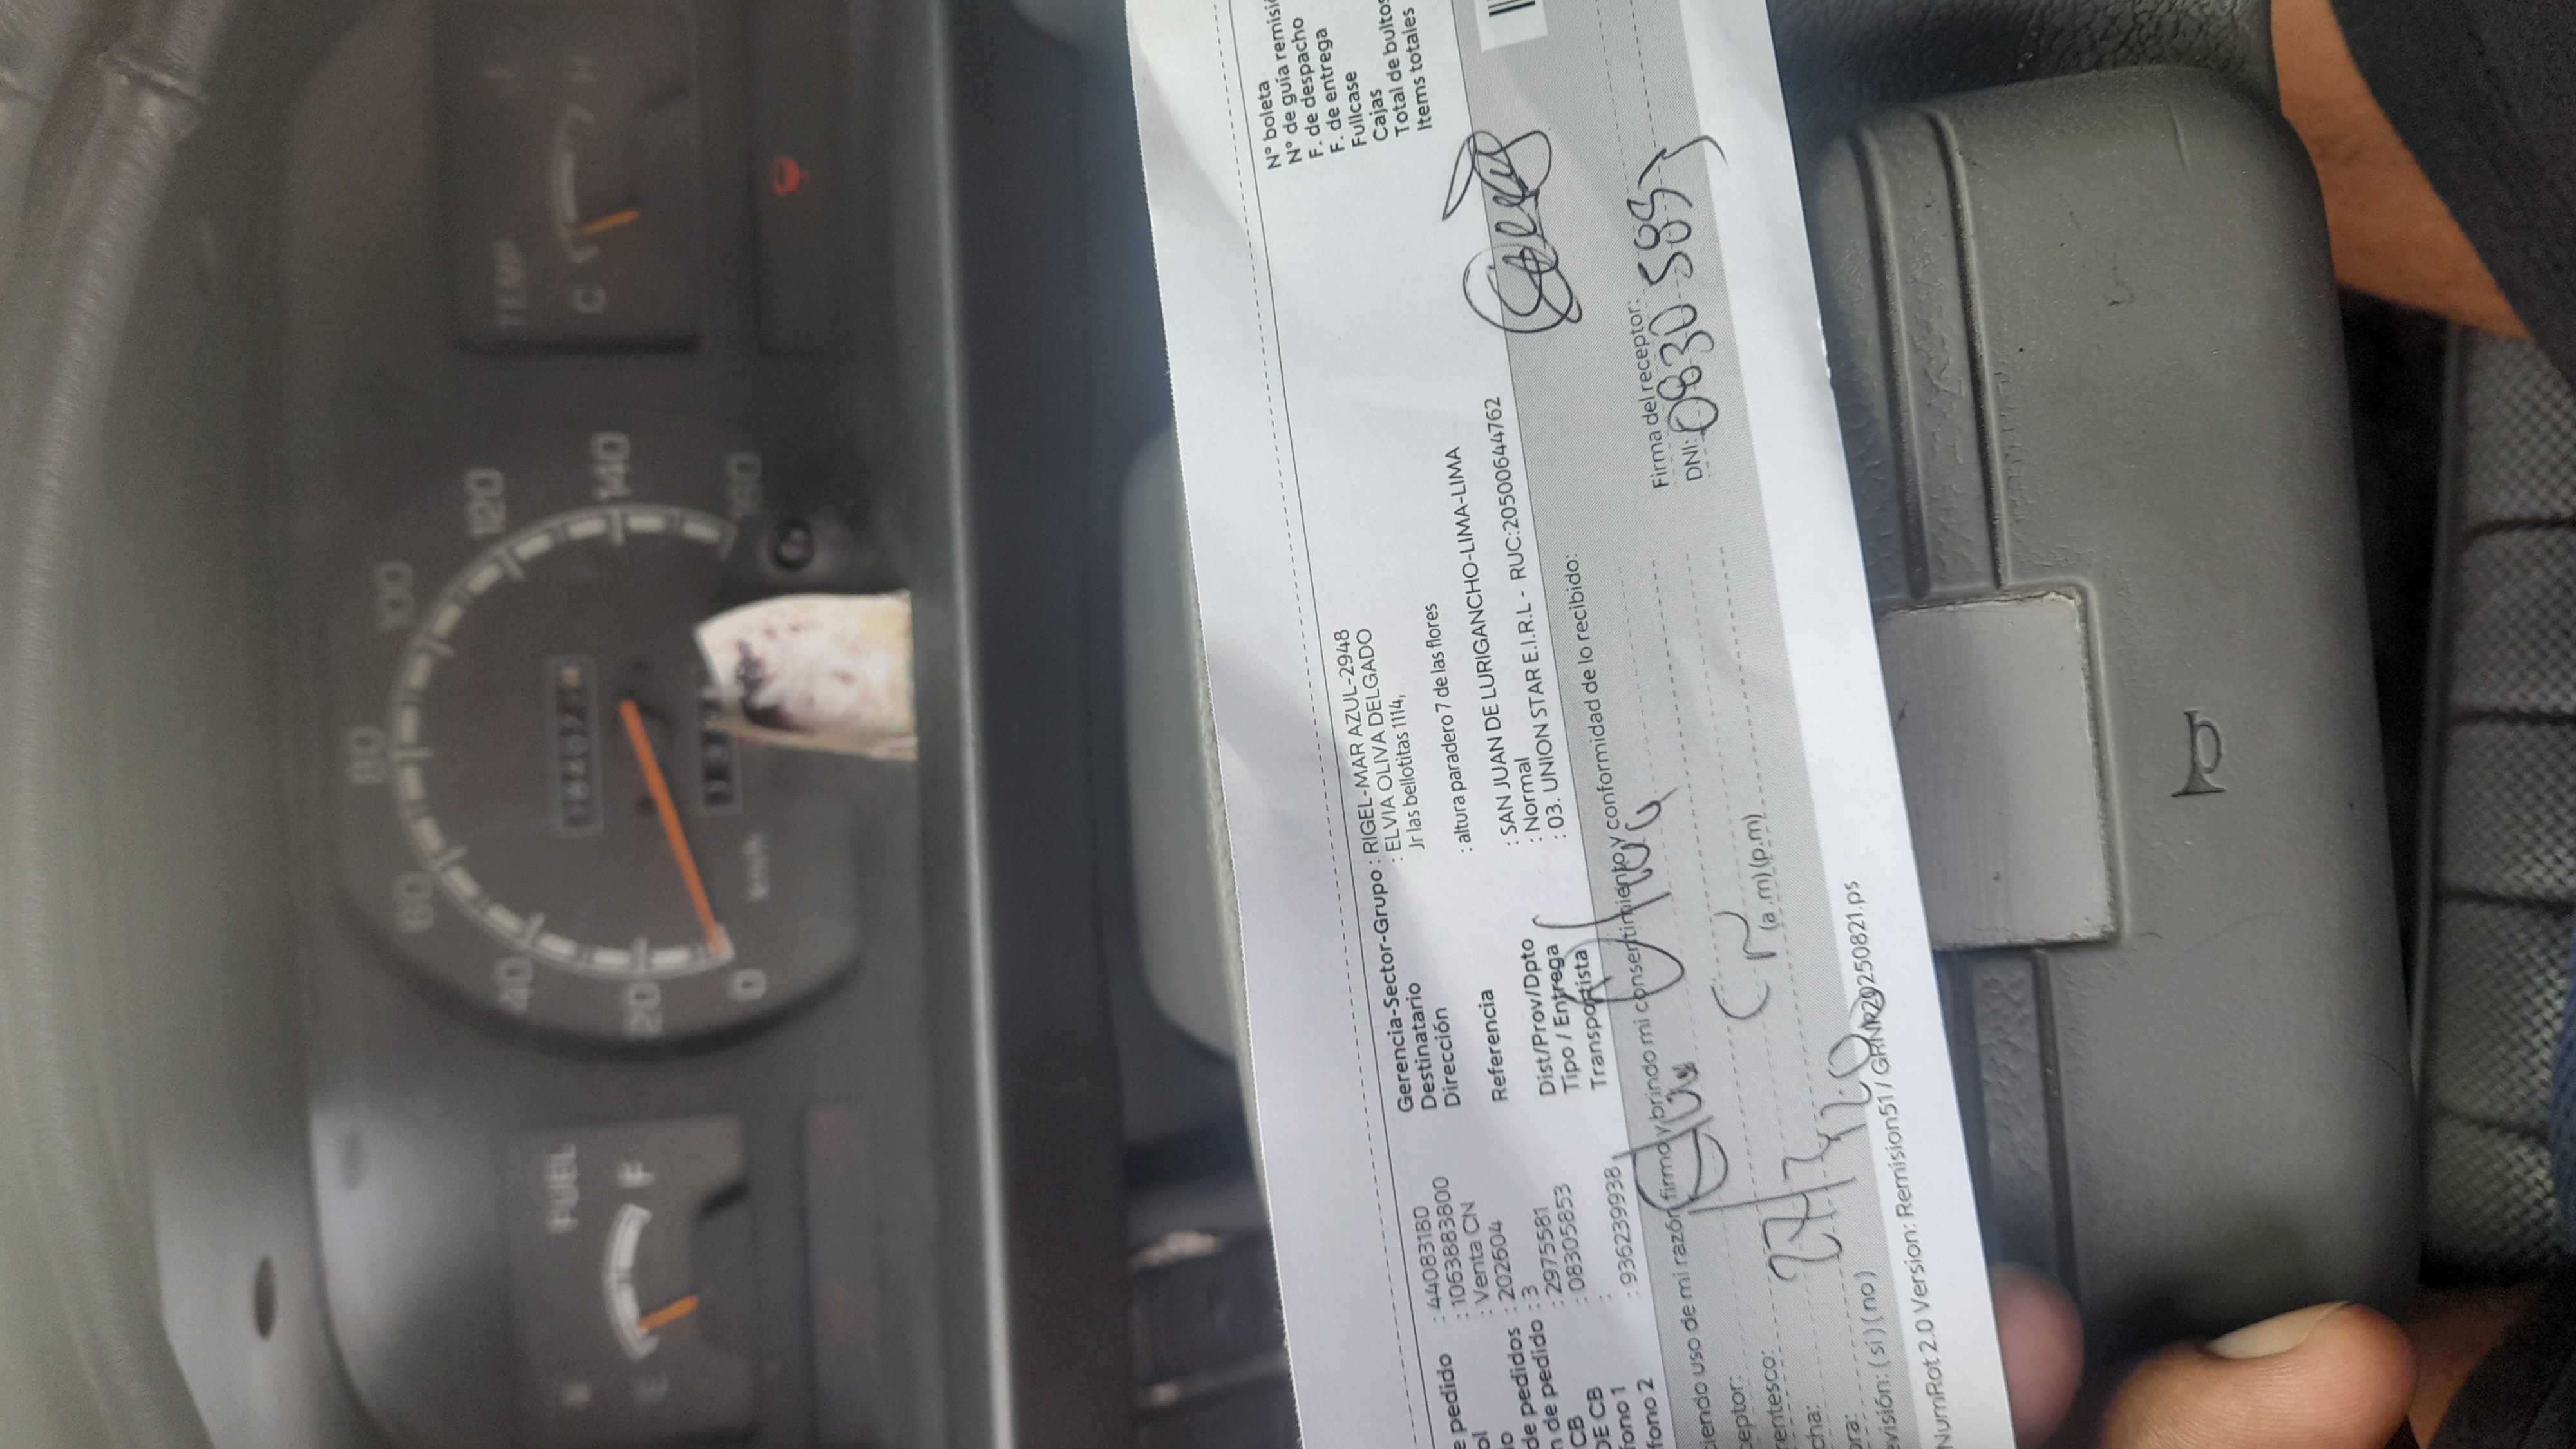 Nº boleta
Nº de guía remisi
F. de despacho
F. de entrega
Fullcase
Cajas
Total de bultos
Items totales
Gerencia-Sector-Grupo : RIGEL-MAR AZUL-2948
Destinatario : ELVIA OLIVA DELGADO
Dirección Jr las bellotitas 1114,
Referencia : altura paradero 7 de las flores
Dist/Prov/Dpto : SAN JUAN DE LURIGANCHO-LIMA-LIMA
Tipo / Entrega : Normal
Transportista : 03. UNION STAR E.I.R.L - RUC:20500644762
e pedido : 44083180
ol : 1063883800
o : Venta CN
de pedidos : 202604
n de pedido : 3
CB : 2975581
DE CB : 08305853
fono 1 :
fono 2 : 936239938
iendo uso de mi razón, firmo y brindo mi consentimiento y conformidad de lo recibido:
ceptor:
rentesco:
cha:
ora: (a.m) (p.m)
evisión: ( si ) ( no )
Firma del receptor:
DNI: 08305853
NumRot 2.0 Version: Remision51 / GRNR20250821.ps
TEMP
C
H
0
20
40
60
80
100
120
140
160
km/h
FUEL
E
F